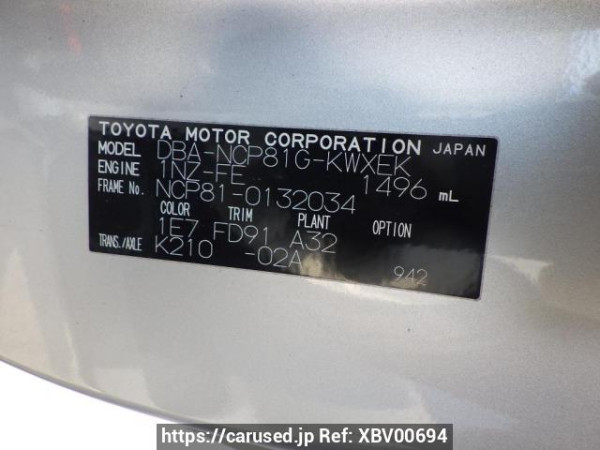 TOYOTA MOTOR CORPORATION JAPAN
MODEL DBA-NCP81G-KWXEK
ENGINE 1NZ-FE 1496 mL
FRAME No. NCP81-0132034
COLOR TRIM PLANT OPTION
1E7 FD91 A32
TRANS./AXLE K210 -02A
942
https://carused.jp Ref: XBV00694